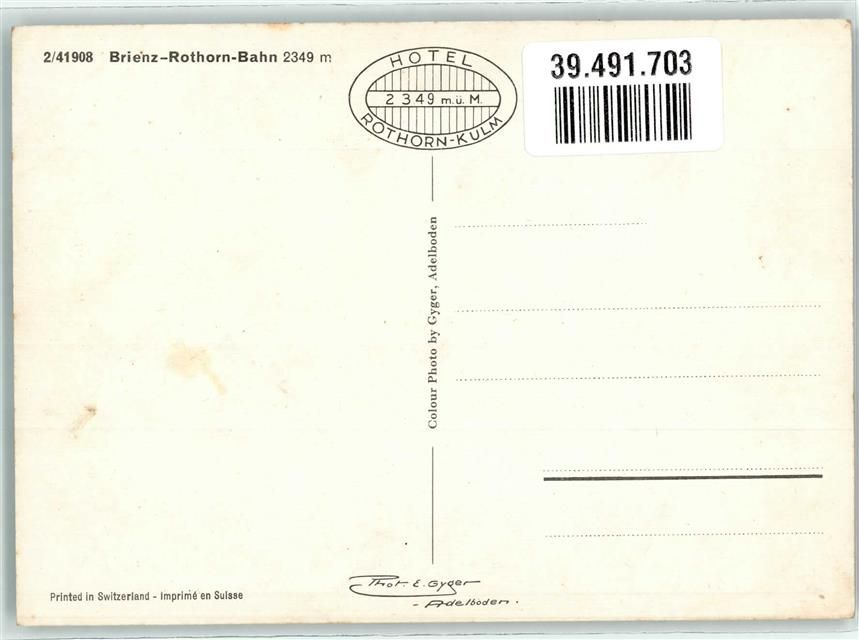 2/41908 Brienz-Rothorn-Bahn 2349 m
HOTEL
2349 m.ü.M.
ROTHORN-KULM
39.491.703
Colour Photo by Gyger, Adelboden
Phot. E. Gyger
- Adelboden.
Printed in Switzerland - Imprimé en Suisse